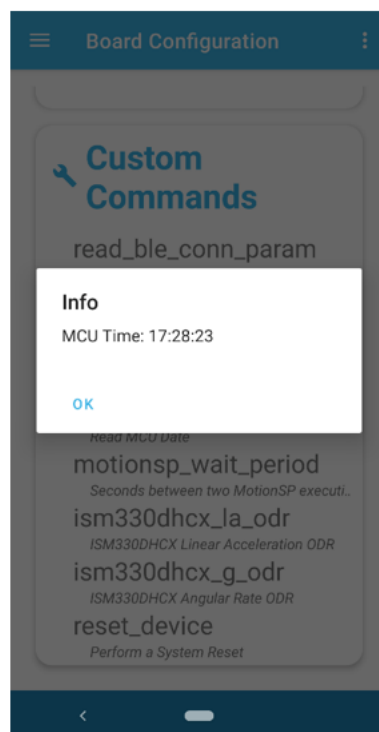 Board Configuration
Custom
Commands
read_ble_conn_param
Info
MCU Time: 17:28:23
OK
Read MCU Date
motionsp_wait_period
Seconds between two MotionSP executi..
ism330dhcx_la_odr
ISM330DHCX Linear Acceleration ODR
ism330dhcx_g_odr
ISM330DHCX Angular Rate ODR
reset_device
Perform a System Reset